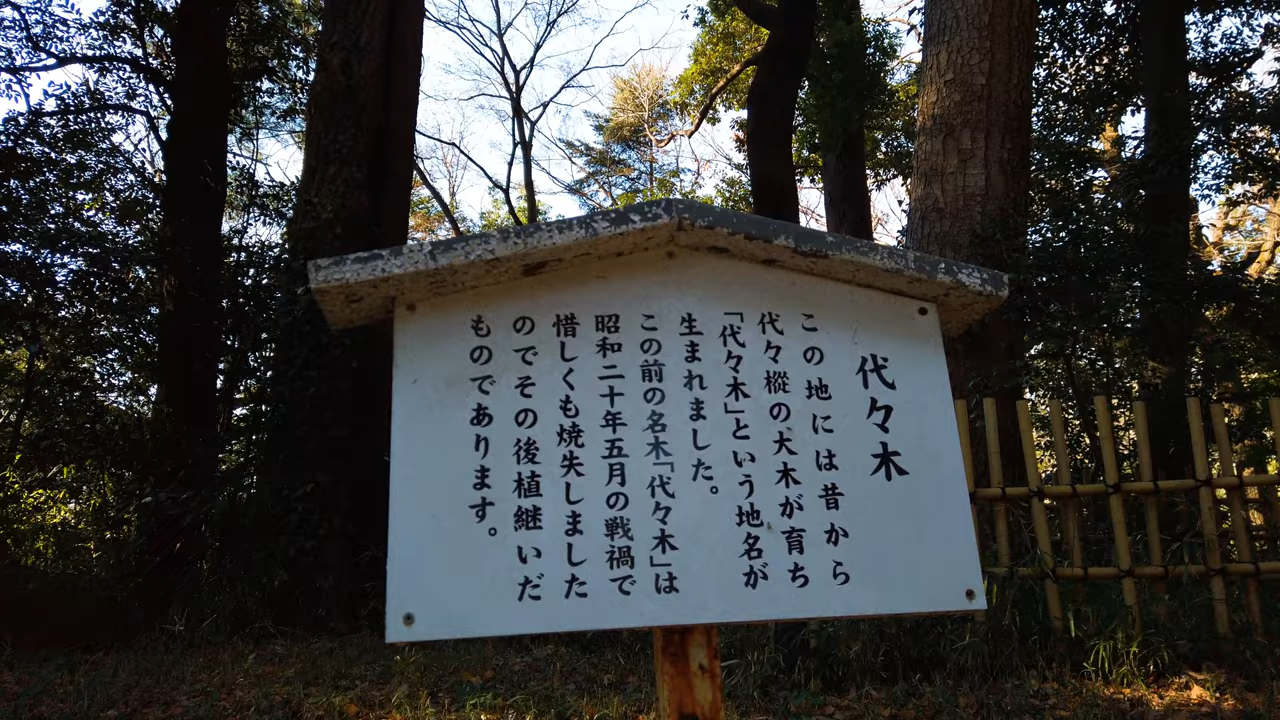 代々木
この地には昔から
代々樅の大木が育ち
「代々木」という地名が
生まれました。
この前の名木「代々木」は
昭和二十年五月の戦禍で
惜しくも焼失しました
のでその後植継いだ
ものであります。